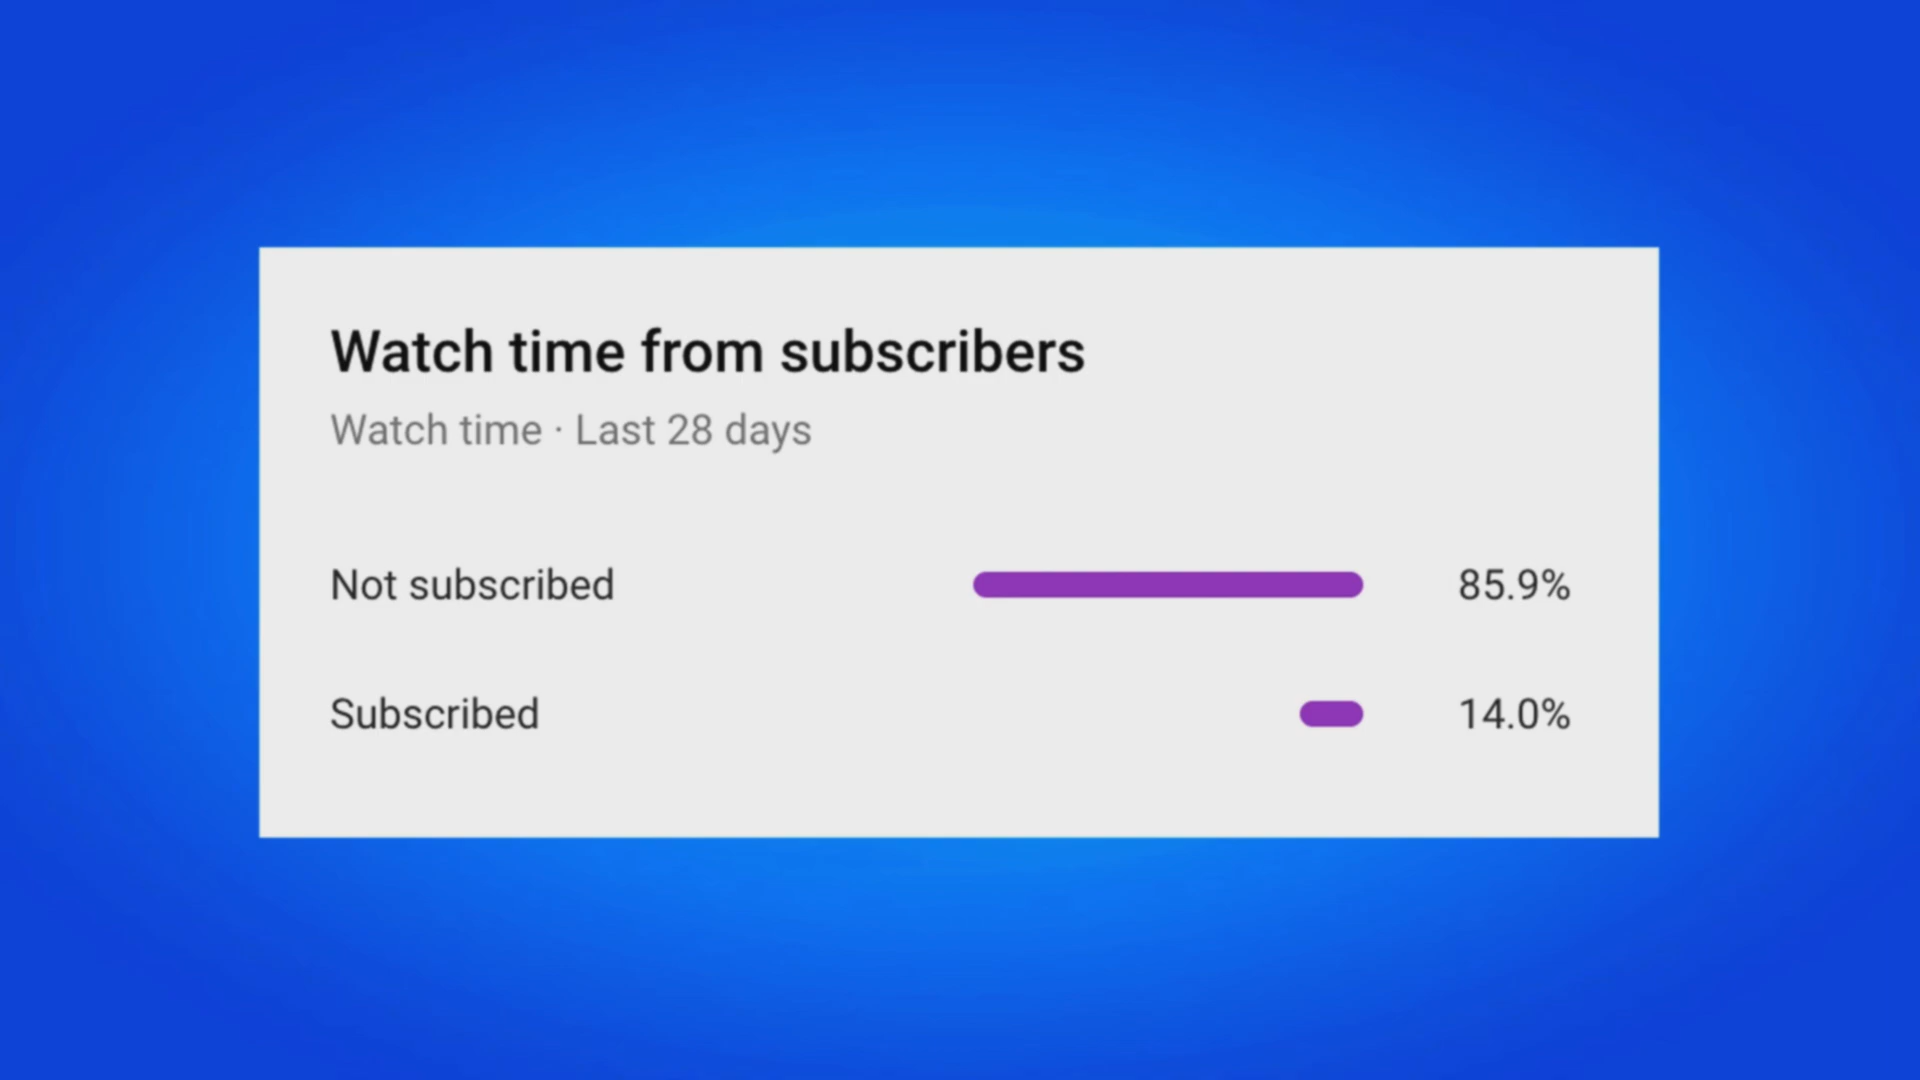 Watch time from subscribers
Watch time · Last 28 days
Not subscribed 85.9%
Subscribed 14.0%